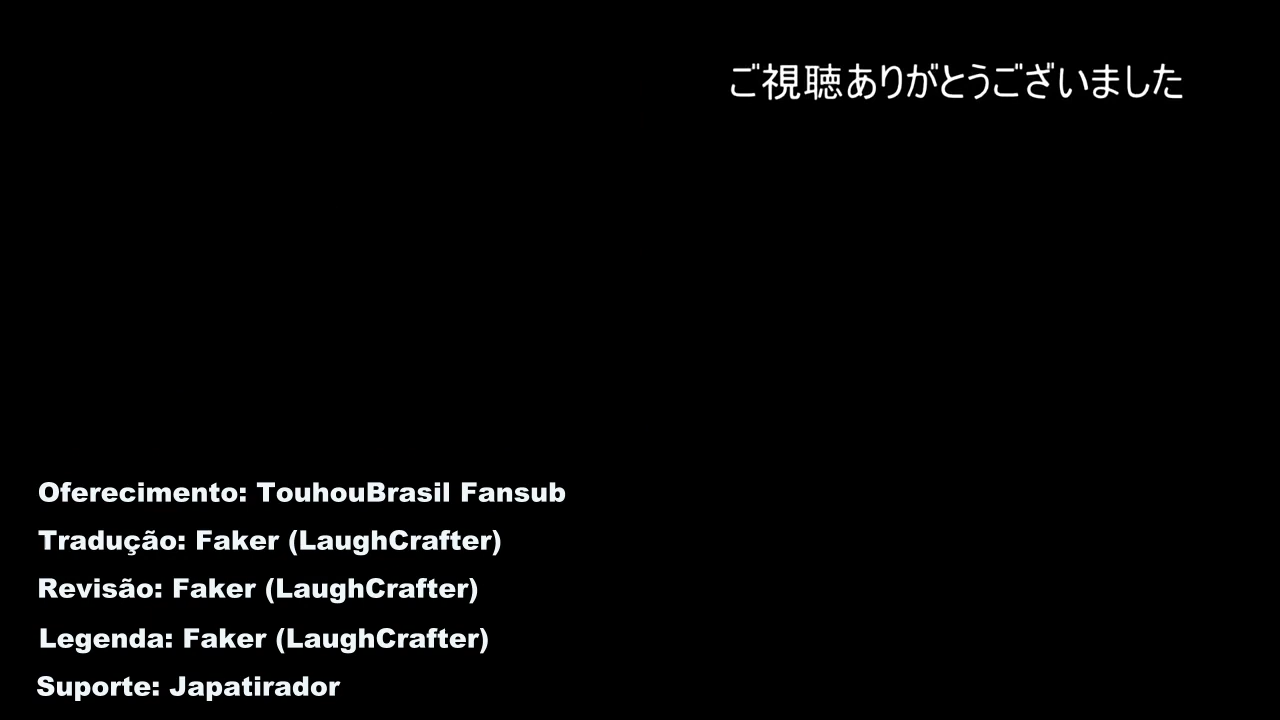 ご視聴ありがとうございました
Oferecimento: TouhouBrasil Fansub
Tradução: Faker (LaughCrafter)
Revisão: Faker (LaughCrafter)
Legenda: Faker (LaughCrafter)
Suporte: Japatirador